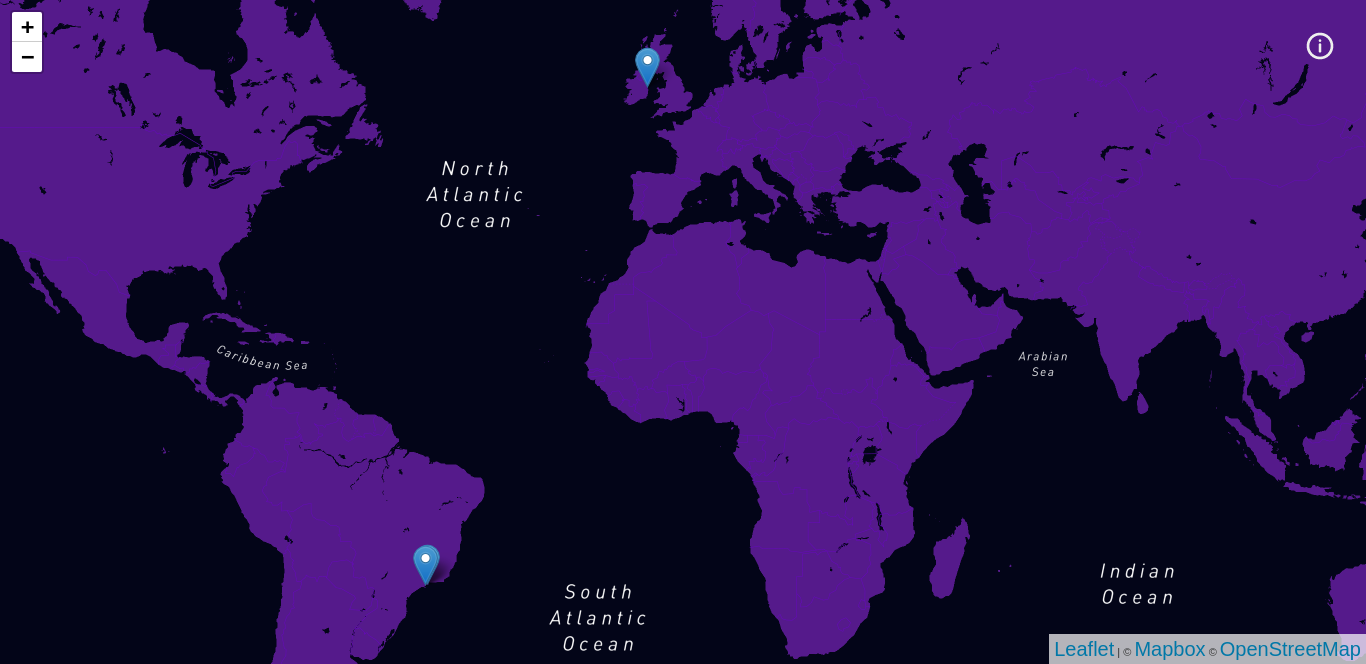 +
−
i
North
Atlantic
Ocean
Caribbean Sea
Arabian
Sea
Indian
Ocean
South
Atlantic
Ocean
Leaflet | © Mapbox © OpenStreetMap